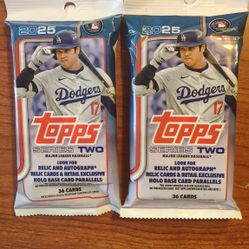 2025
Dodgers
17
TOPPS
SERIES TWO
MAJOR LEAGUE BASEBALL
LOOK FOR
RELIC AND AUTOGRAPH
RELIC CARDS & RETAIL EXCLUSIVE
HOLO BASE CARD PARALLELS
36 CARDS
2025
Dodgers
17
TOPPS
SERIES TWO
MAJOR LEAGUE BASEBALL
LOOK FOR
RELIC AND AUTOGRAPH
RELIC CARDS & RETAIL EXCLUSIVE
HOLO BASE CARD PARALLELS
36 CARDS